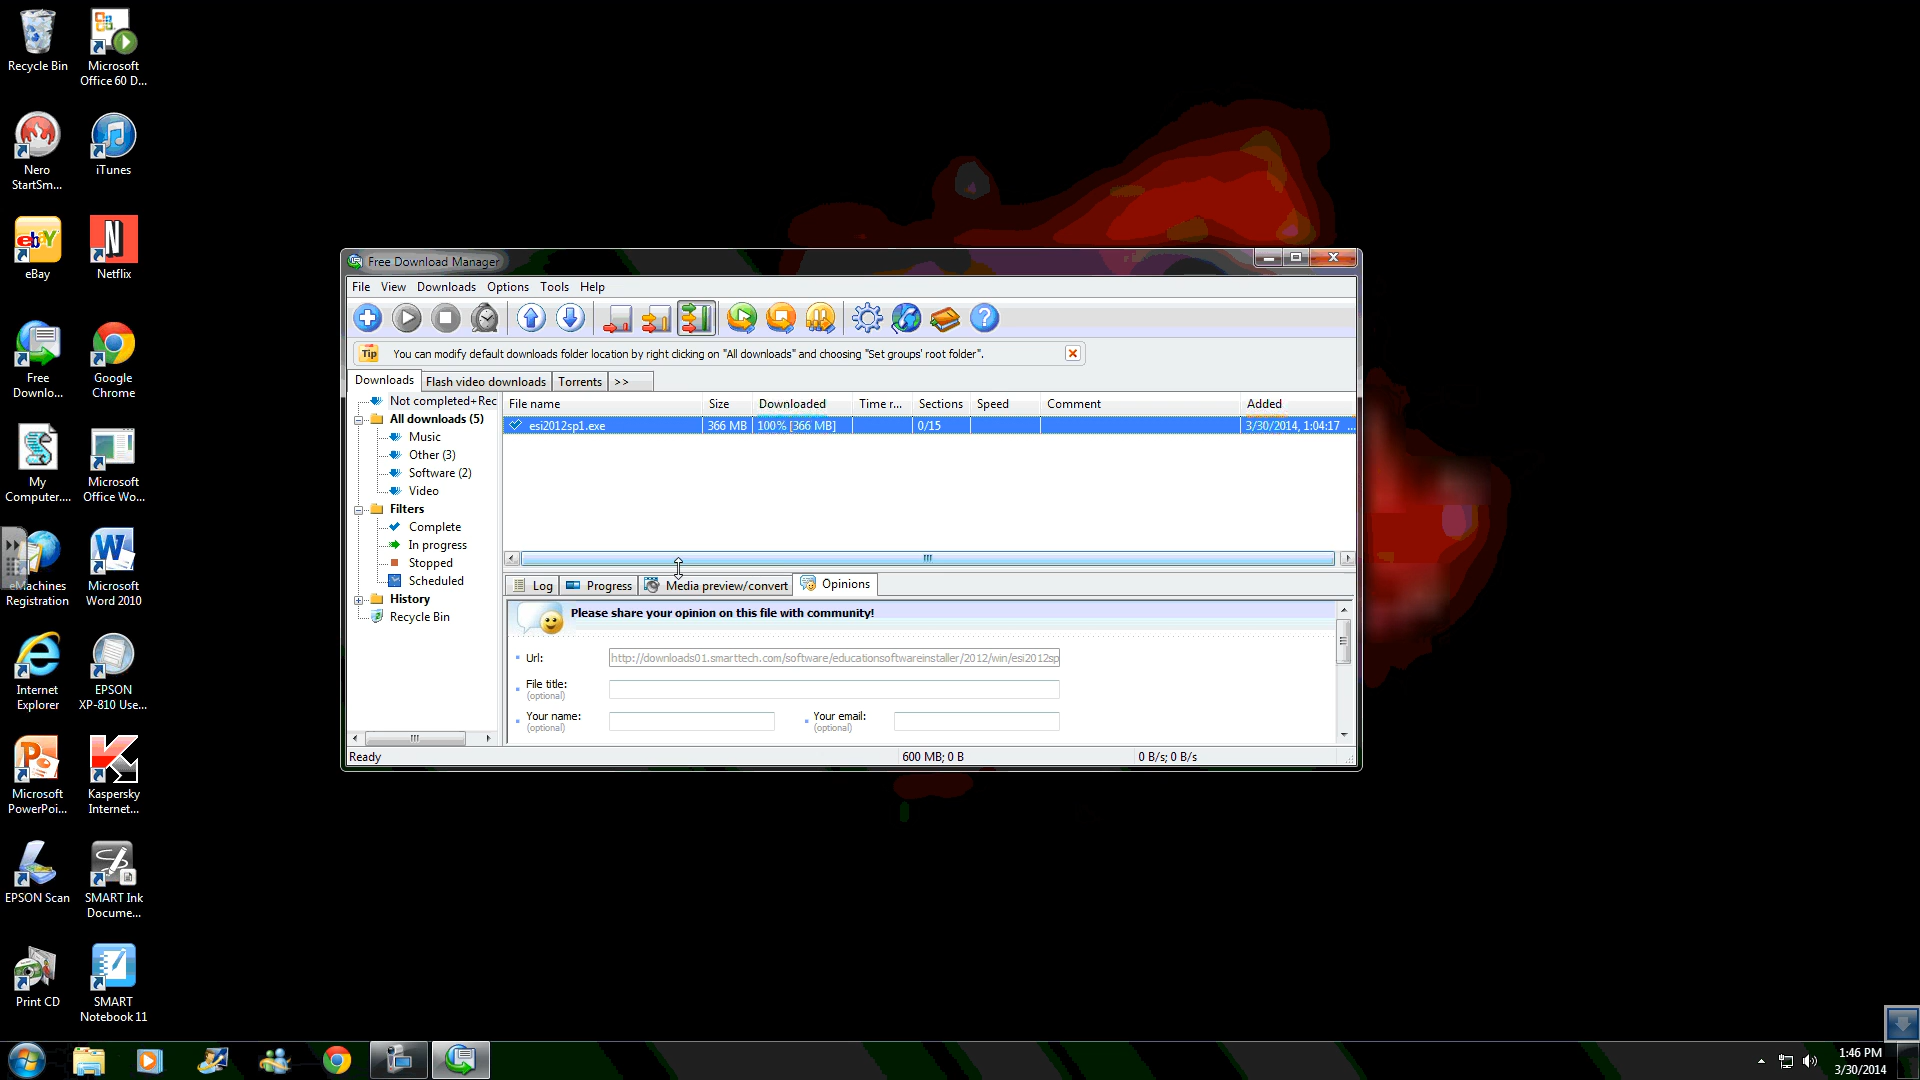 Recycle Bin
Microsoft
Office 60 D...
Nero
StartSm...
iTunes
eBay
Netflix
Free
Downlo...
Google
Chrome
My
Computer....
Microsoft
Office Wo...
eMachines
Registration
Microsoft
Word 2010
Internet
Explorer
EPSON
XP-810 Use...
Microsoft
PowerPoi...
Kaspersky
Internet...
EPSON Scan
SMART Ink
Docume...
Print CD
SMART
Notebook 11
Free Download Manager
File View Downloads Options Tools Help
Tip You can modify default downloads folder location by right clicking on "All downloads" and choosing "Set groups' root folder".
Downloads Flash video downloads Torrents >>
Not completed+Rec
All downloads (5)
Music
Other (3)
Software (2)
Video
Filters
Complete
In progress
Stopped
Scheduled
History
Recycle Bin
File name Size Downloaded Time r... Sections Speed Comment Added
esi2012sp1.exe 366 MB 100% [366 MB] 0/15 3/30/2014, 1:04:17 ...
Log Progress Media preview/convert Opinions
Please share your opinion on this file with community!
Url: http://downloads01.smarttech.com/software/educationsoftwareinstaller/2012/win/esi2012sp
File title:
(optional)
Your name: Your email:
(optional) (optional)
Ready 600 MB; 0 B 0 B/s; 0 B/s
1:46 PM
3/30/2014